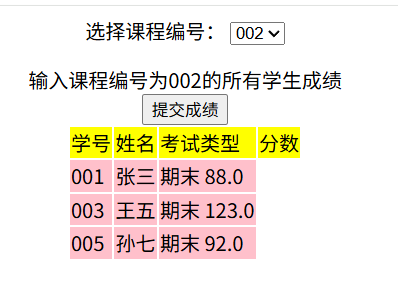 选择课程编号： 002
输入课程编号为002的所有学生成绩
提交成绩
学号 姓名 考试类型 分数
001 张三 期末 88.0
003 王五 期末 123.0
005 孙七 期末 92.0